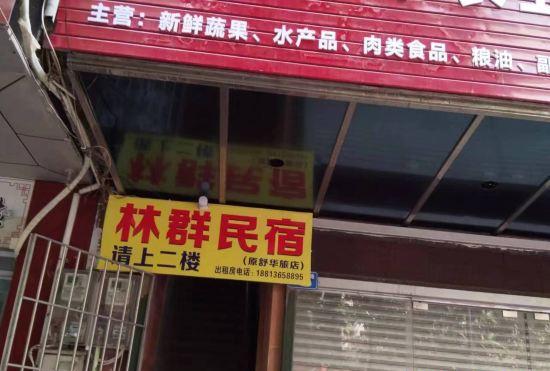 主营：新鲜蔬果、水产品、肉类食品、粮油、副
林群民宿
请上二楼
（原舒华旅店）
出租房电话：18813658895